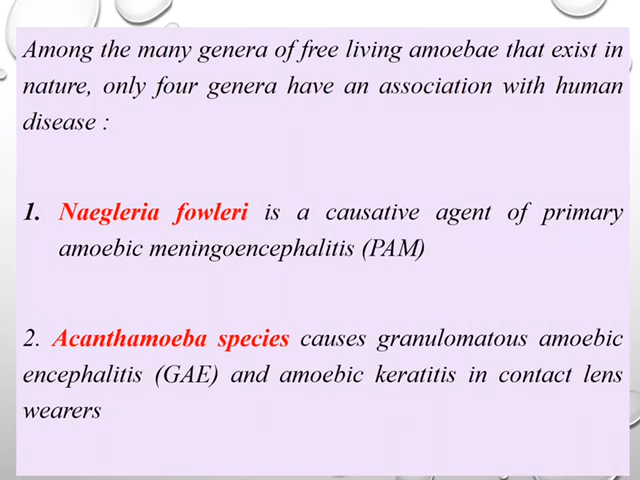 Among the many genera of free living amoebae that exist in
nature, only four genera have an association with human
disease :
1. Naegleria fowleri is a causative agent of primary
amoebic meningoencephalitis (PAM)
2. Acanthamoeba species causes granulomatous amoebic
encephalitis (GAE) and amoebic keratitis in contact lens
wearers